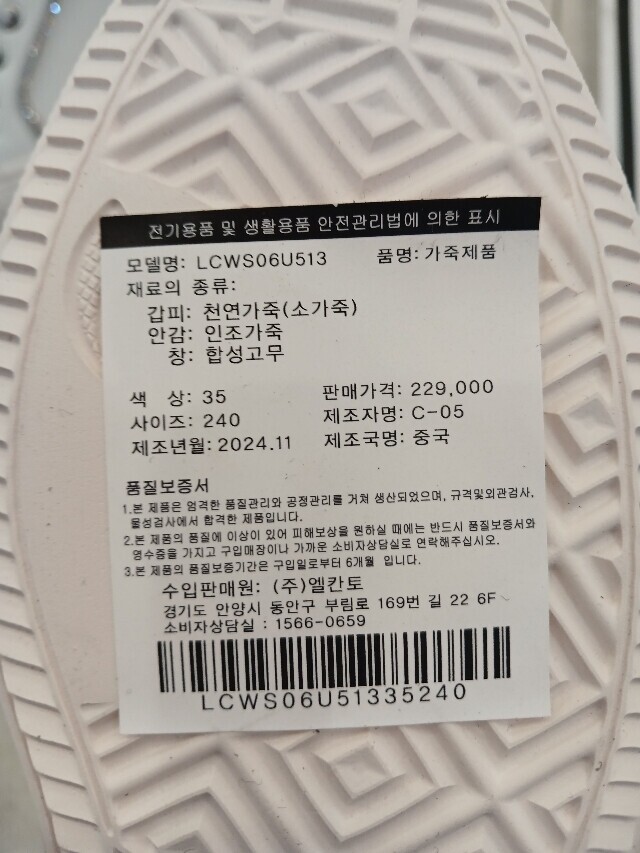 전기용품 및 생활용품 안전관리법에 의한 표시
모델명: LCWS06U513 품명: 가죽제품
재료의 종류:
갑피: 천연가죽(소가죽)
안감: 인조가죽
창: 합성고무
색 상: 35 판매가격: 229,000
사이즈: 240 제조자명: C-05
제조년월: 2024.11 제조국명: 중국
품질보증서
1.본 제품은 엄격한 품질관리와 공정관리를 거쳐 생산되었으며, 규격및외관검사,
물성검사에서 합격한 제품입니다.
2.본 제품의 품질에 이상이 있어 피해보상을 원하실 때에는 반드시 품질보증서와
영수증을 가지고 구입매장이나 가까운 소비자상담실로 연락해주십시오.
3.본 제품의 품질보증기간은 구입일로부터 6개월 입니다.
수입판매원: (주)엘칸토
경기도 안양시 동안구 부림로 169번 길 22 6F
소비자상담실 : 1566-0659
LCWS06U51335240